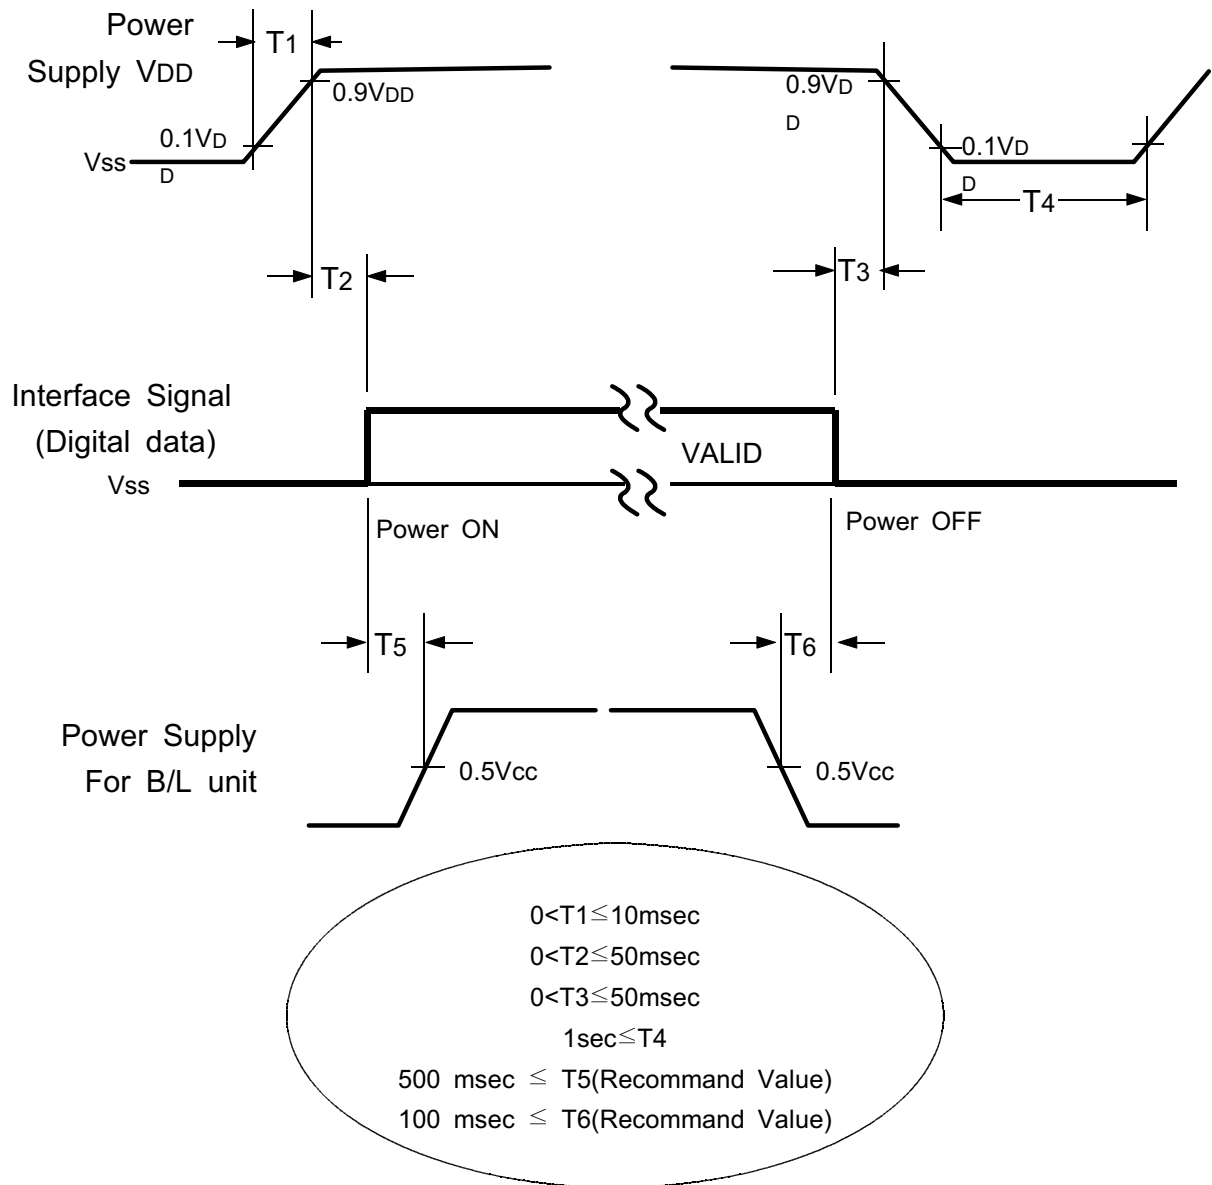 Power
Supply VDD
T1
0.9VDD
0.1VD
D
Vss
0.9VD
D
0.1VD
D
T4
T2
T3
Interface Signal
(Digital data)
Vss
VALID
Power ON
Power OFF
T5
T6
Power Supply
For B/L unit
0.5Vcc
0.5Vcc
0<T1≤10msec
0<T2≤50msec
0<T3≤50msec
1sec≤T4
500 msec ≤ T5(Recommand Value)
100 msec ≤ T6(Recommand Value)